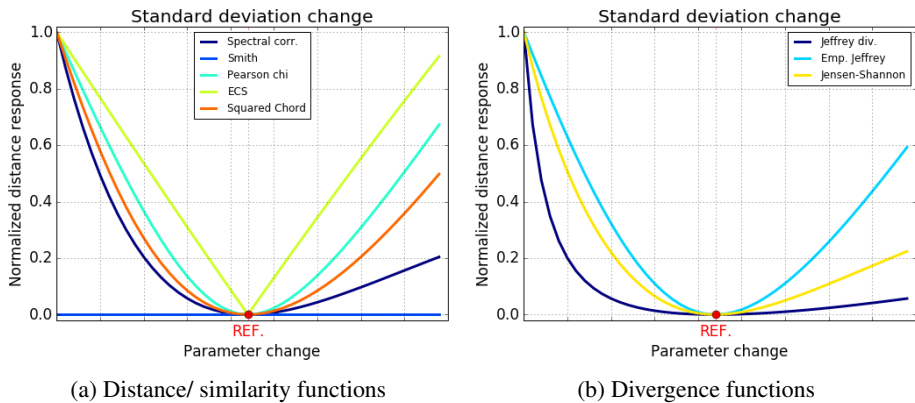 Standard deviation change
Normalized distance response
1.0
0.8
0.6
0.4
0.2
0.0
Spectral corr.
Smith
Pearson chi
ECS
Squared Chord
REF.
Parameter change
(a) Distance/ similarity functions
Standard deviation change
Normalized distance response
1.0
0.8
0.6
0.4
0.2
0.0
Jeffrey div.
Emp. Jeffrey
Jensen-Shannon
REF.
Parameter change
(b) Divergence functions